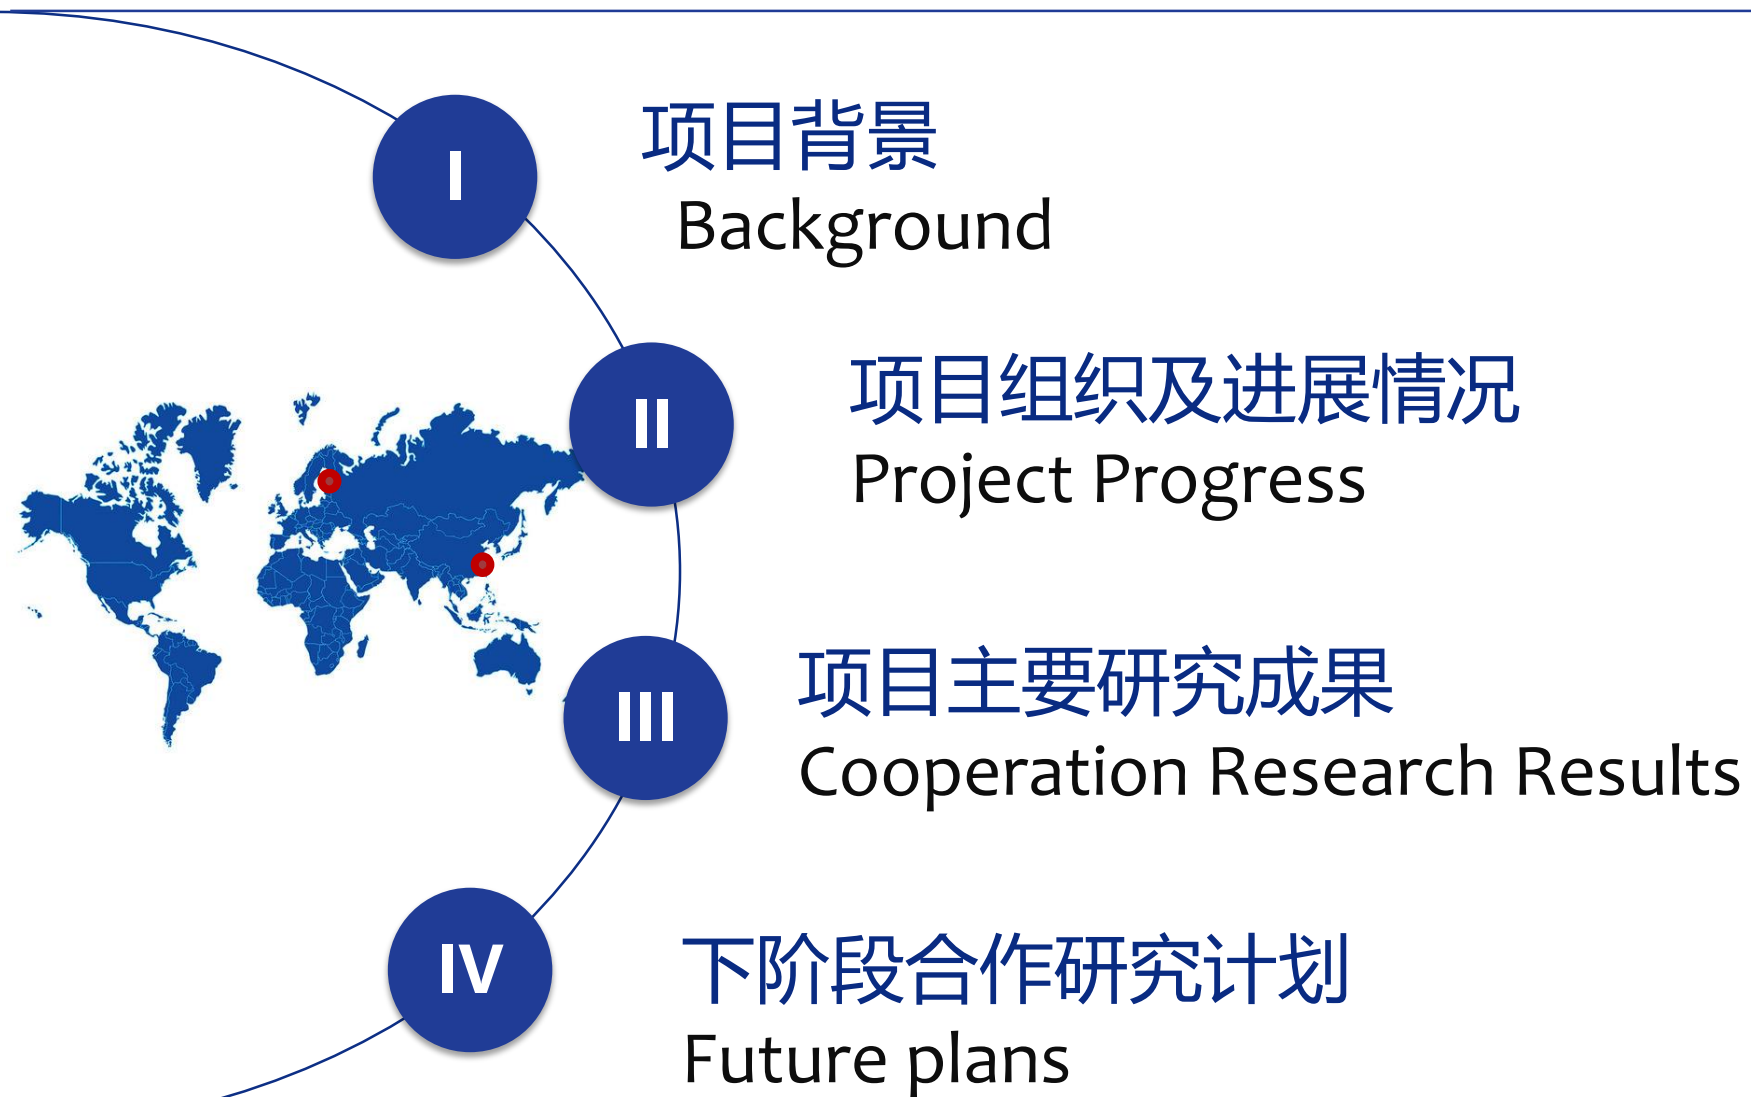 I
项目背景
Background
II
项目组织及进展情况
Project Progress
III
项目主要研究成果
Cooperation Research Results
IV
下阶段合作研究计划
Future plans